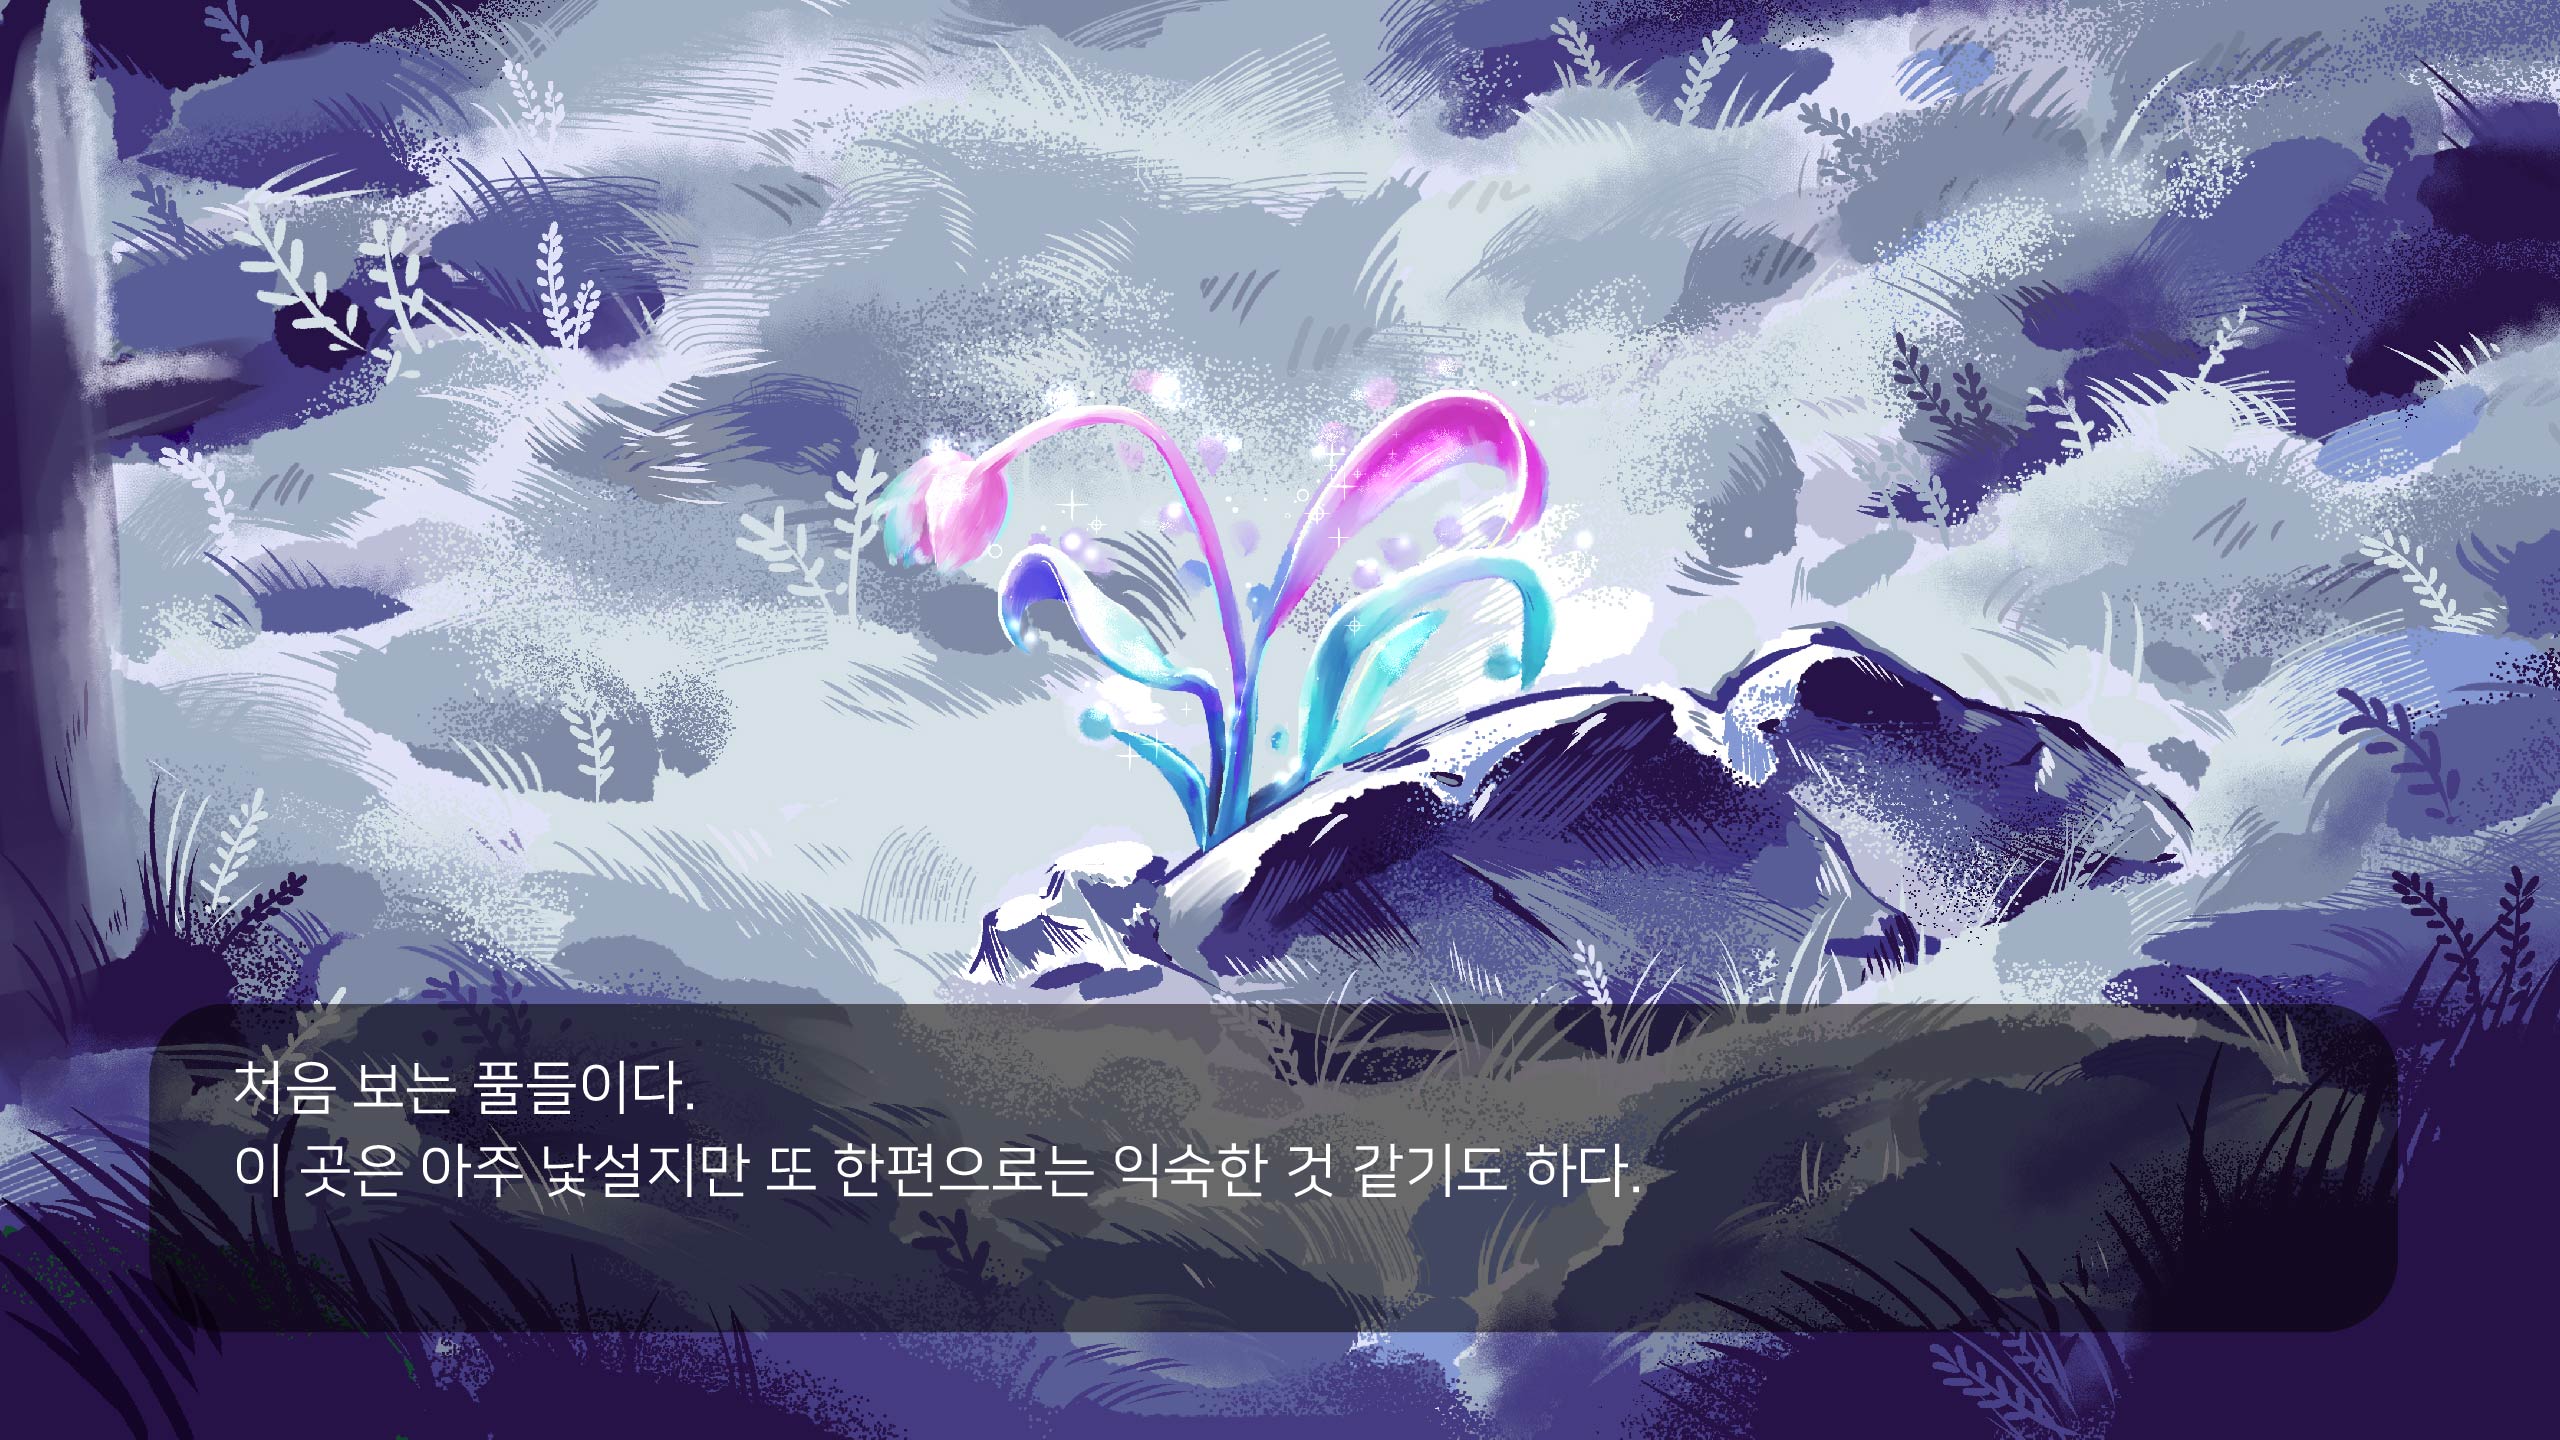 처음 보는 풀들이다.
이 곳은 아주 낯설지만 또 한편으로는 익숙한 것 같기도 하다.